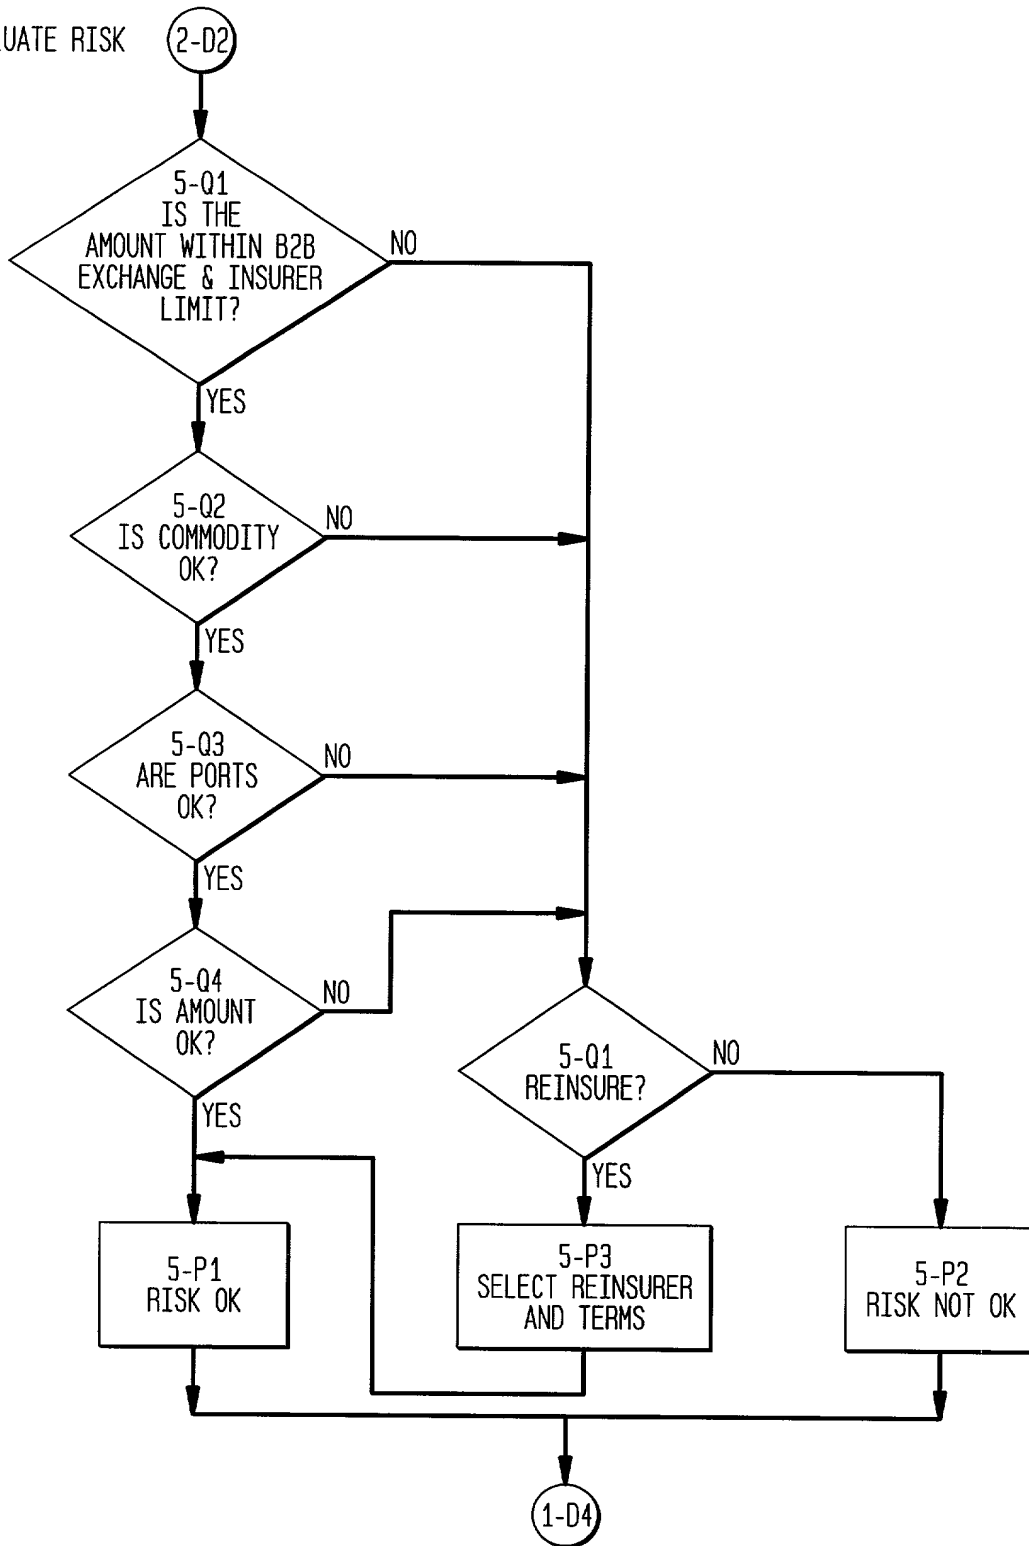 UATE RISK
2-D2
5-Q1
IS THE
AMOUNT WITHIN B2B
EXCHANGE & INSURER
LIMIT?
NO
YES
5-Q2
IS COMMODITY
OK?
NO
YES
5-Q3
ARE PORTS
OK?
NO
YES
5-Q4
IS AMOUNT
OK?
NO
YES
5-Q1
REINSURE?
NO
YES
5-P1
RISK OK
5-P3
SELECT REINSURER
AND TERMS
5-P2
RISK NOT OK
1-D4